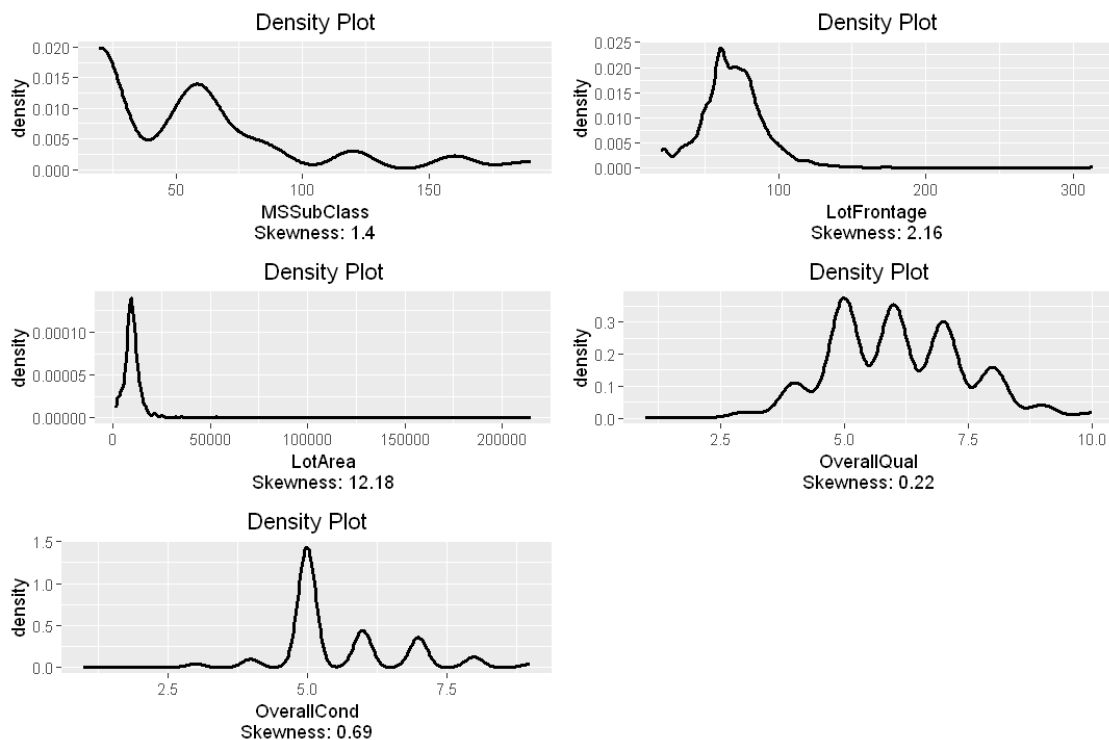 Density Plot
density
0.020
0.015
0.010
0.005
0.000
50
100
150
MSSubClass
Skewness: 1.4
Density Plot
density
0.025
0.020
0.015
0.010
0.005
0.000
100
200
300
LotFrontage
Skewness: 2.16
Density Plot
density
0.00010
0.00005
0.00000
0
50000
100000
150000
200000
LotArea
Skewness: 12.18
Density Plot
density
0.3
0.2
0.1
0.0
2.5
5.0
7.5
10.0
OverallQual
Skewness: 0.22
Density Plot
density
1.5
1.0
0.5
0.0
2.5
5.0
7.5
OverallCond
Skewness: 0.69